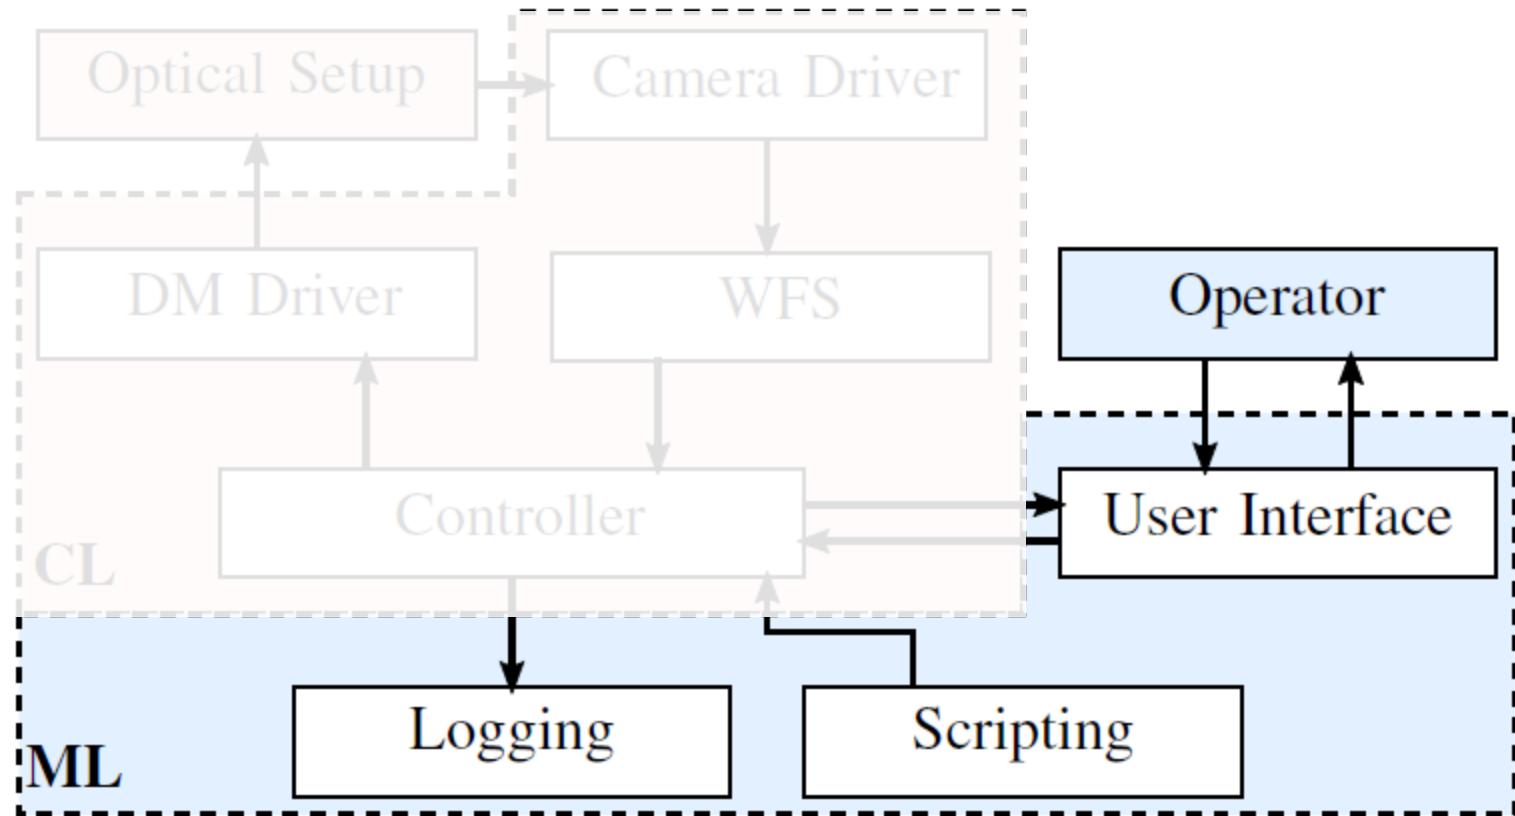 Optical Setup
Camera Driver
DM Driver
WFS
Operator
Controller
User Interface
CL
Logging
Scripting
ML